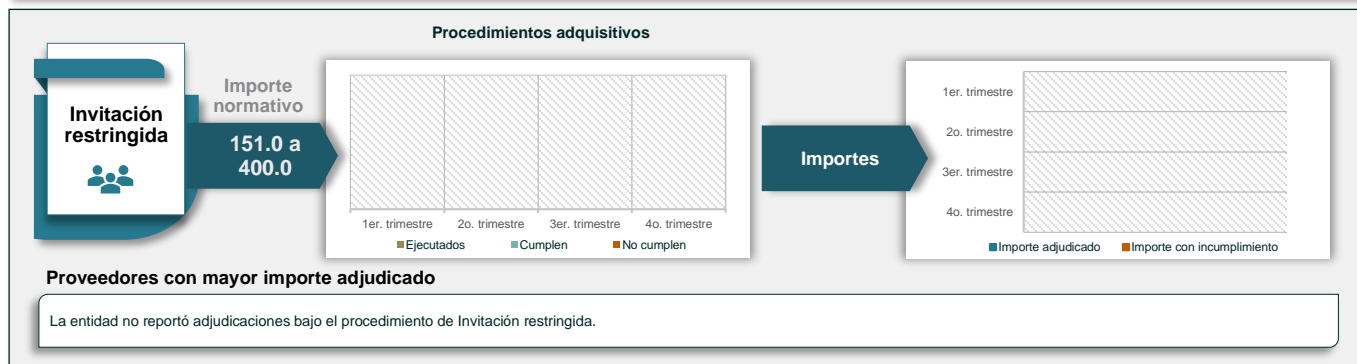 Procedimientos adquisitivos
Invitación
restringida
Importe
normativo
151.0 a
400.0
1er. trimestre
2o. trimestre
3er. trimestre
4o. trimestre
Ejecutados
Cumplen
No cumplen
Importes
1er. trimestre
2o. trimestre
3er. trimestre
4o. trimestre
Importe adjudicado
Importe con incumplimiento
Proveedores con mayor importe adjudicado
La entidad no reportó adjudicaciones bajo el procedimiento de Invitación restringida.